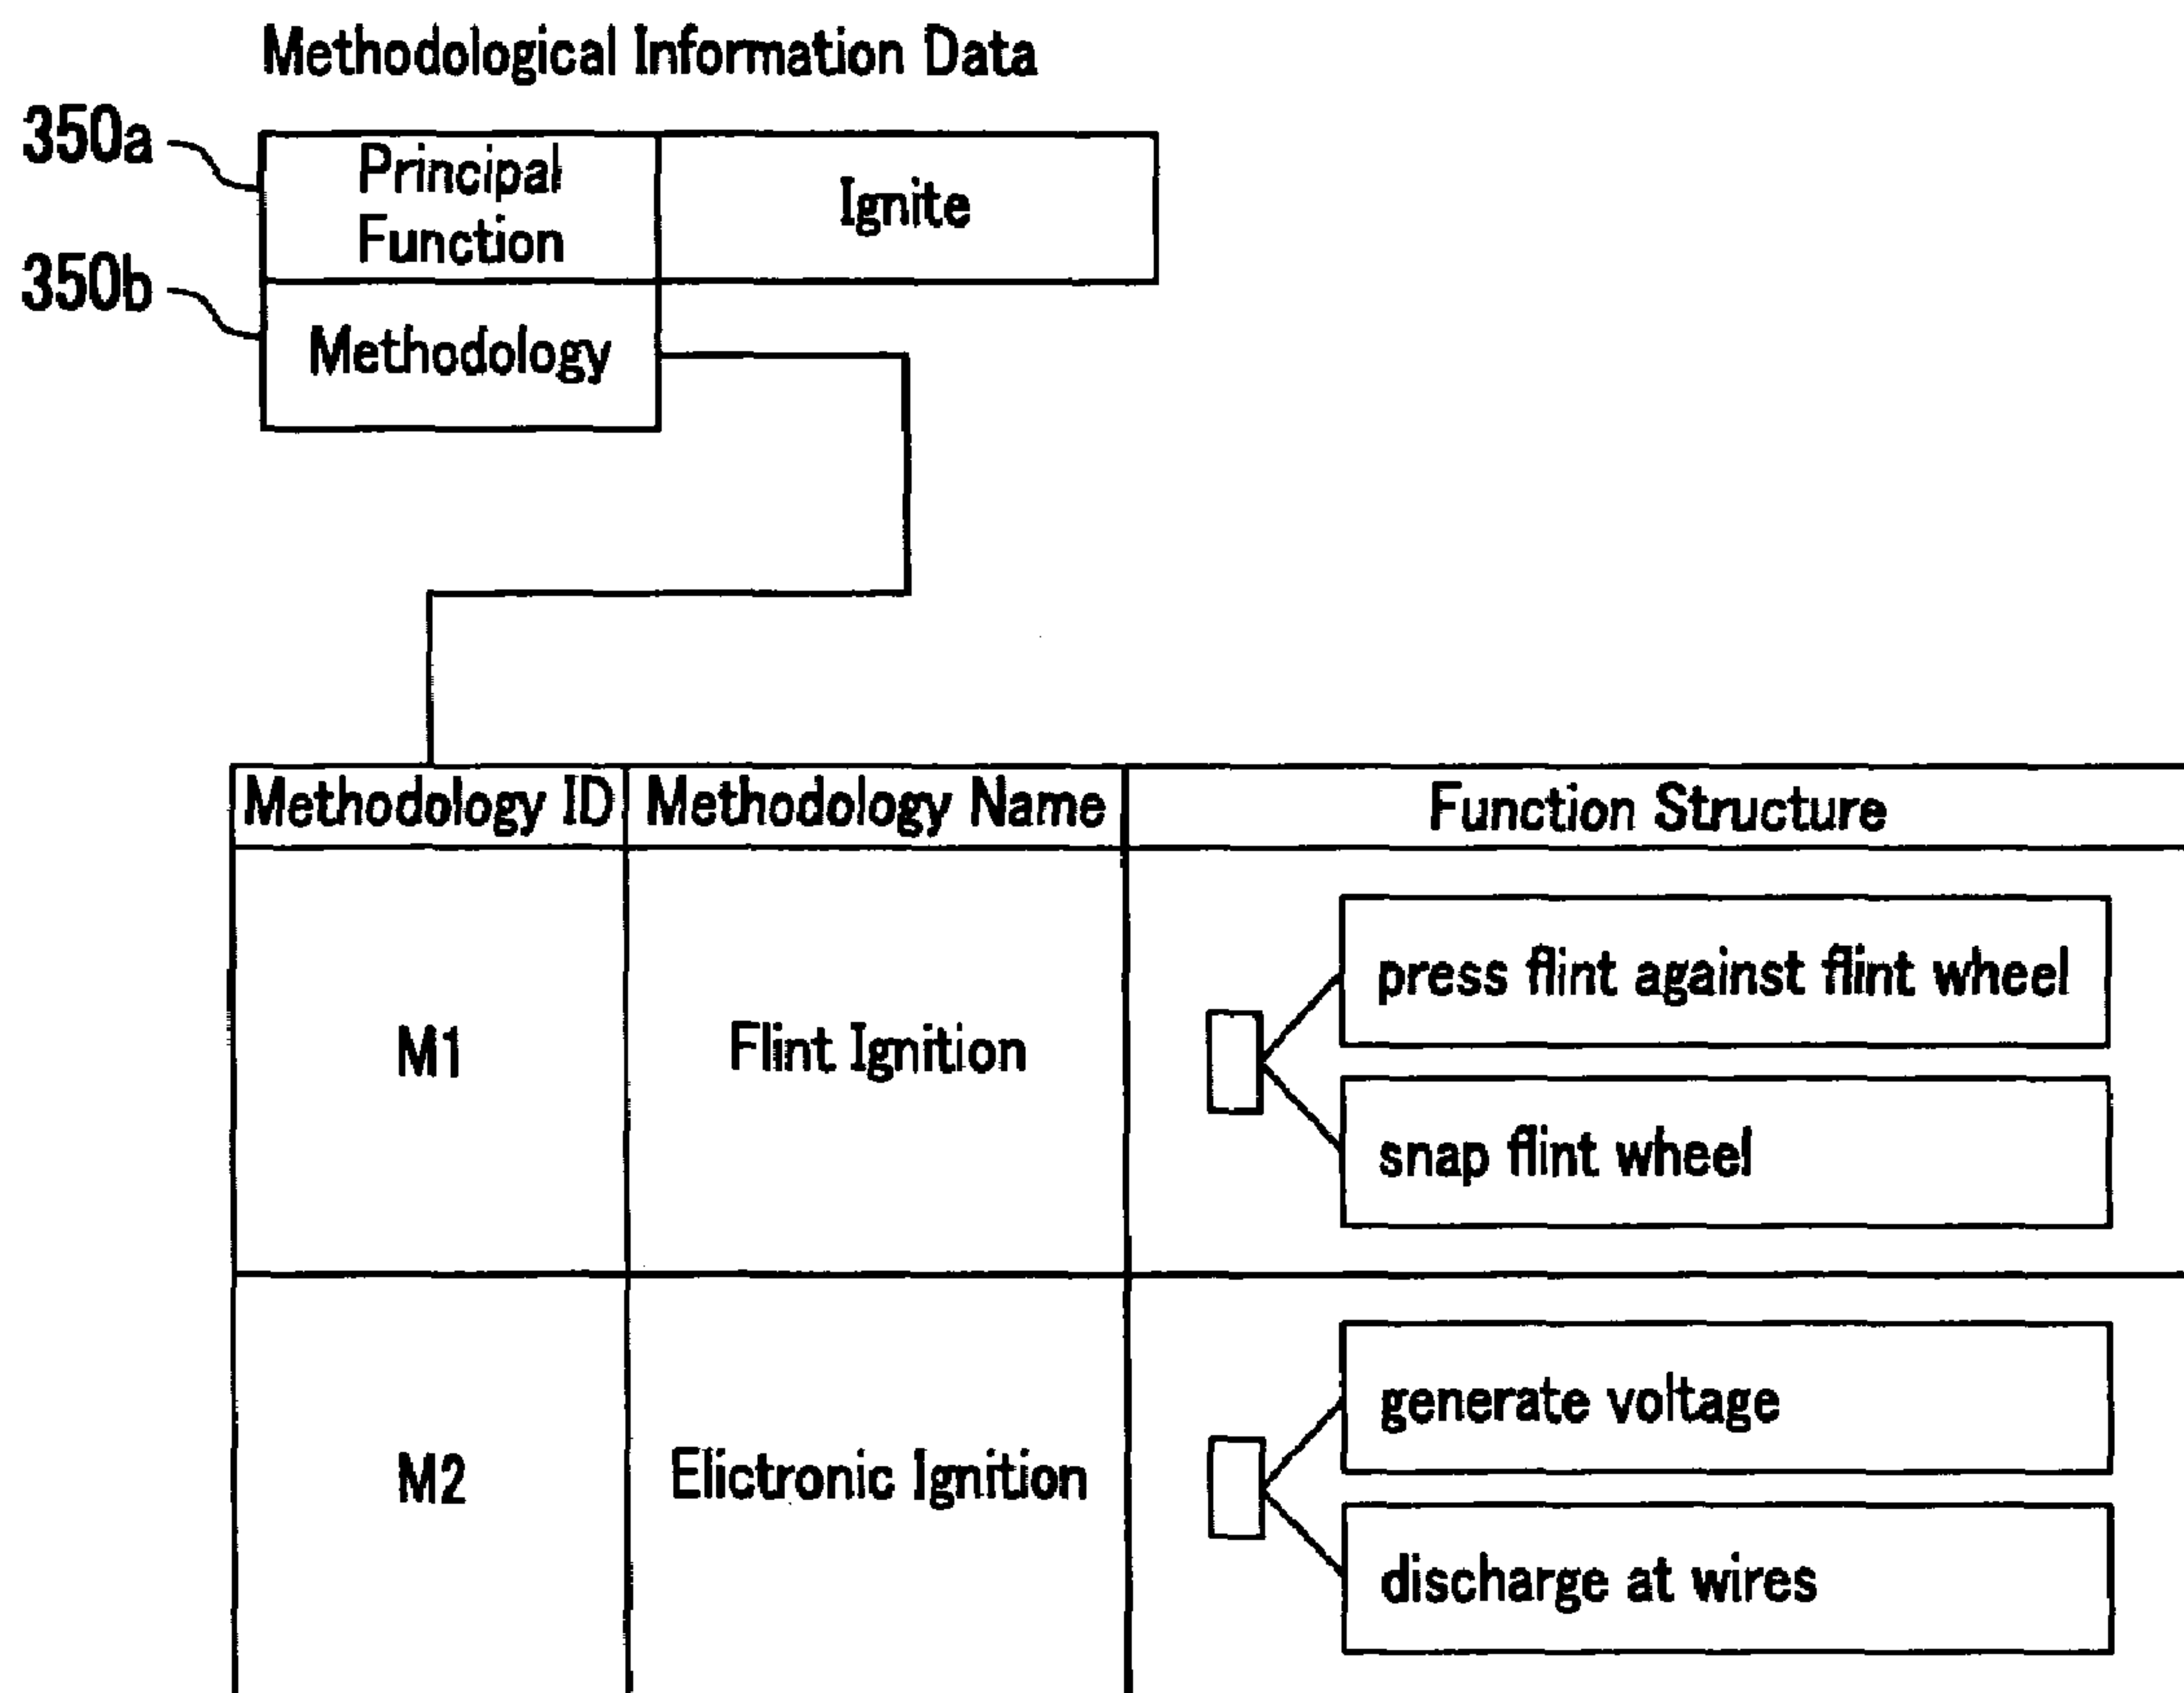 Methodological Information Data
350a
Principal
Function
Ignite
350b
Methodology
Methodology ID Methodology Name Function Structure
M1
Flint Ignition
press flint against flint wheel
snap flint wheel
M2
Elictronic Ignition
generate voltage
discharge at wires